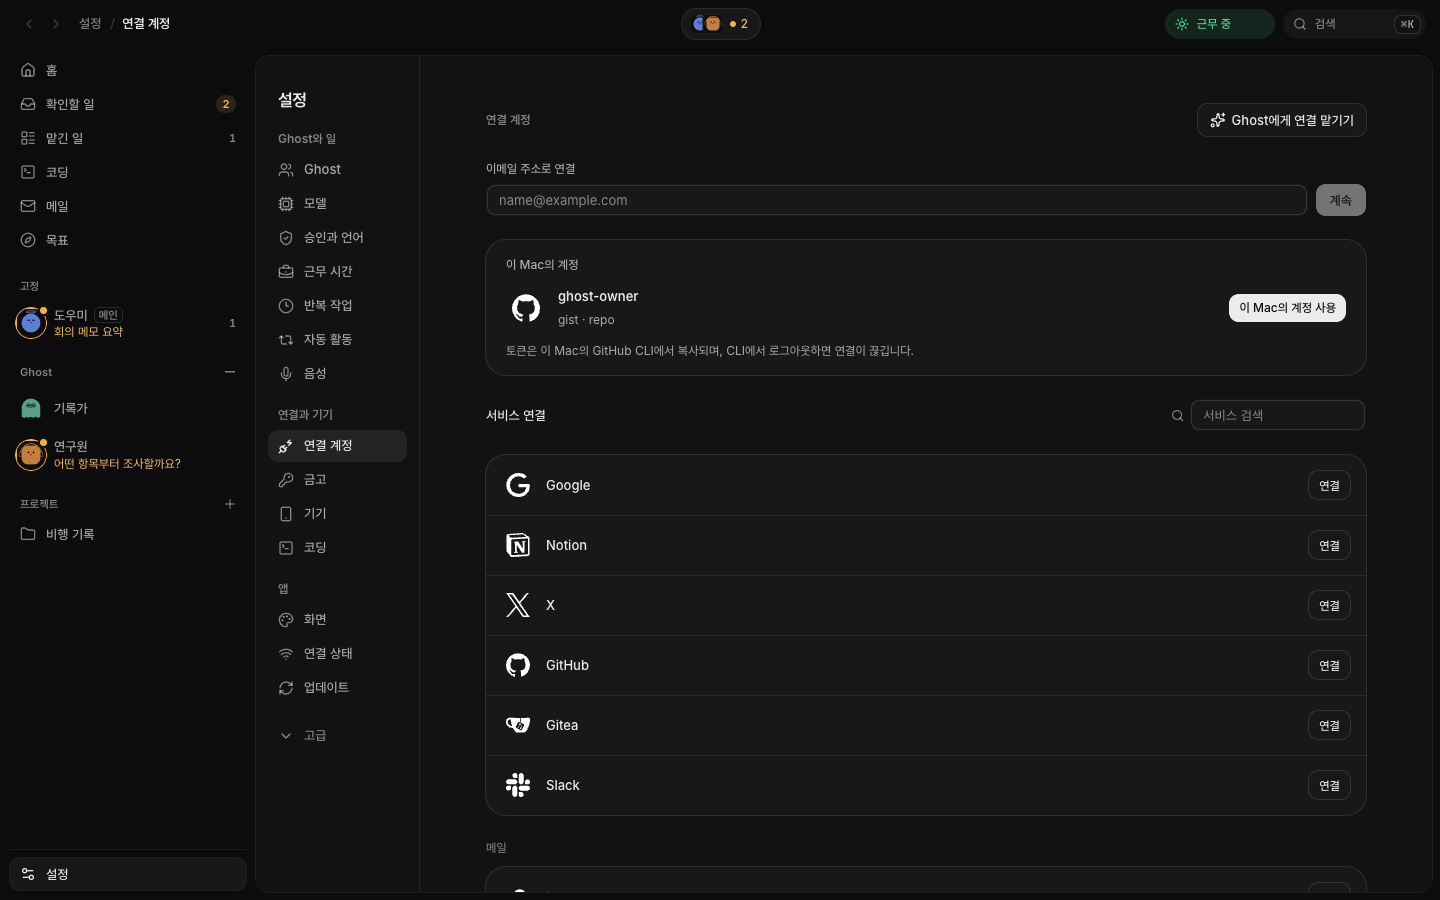 설정 / 연결 계정
2
근무 중
검색
⌘K
홈
확인할 일
2
맡긴 일
1
코딩
메일
목표
고정
도우미 메인
회의 메모 요약
1
Ghost
기록가
연구원
어떤 항목부터 조사할까요?
프로젝트
비행 기록
설정
설정
Ghost와 일
Ghost
모델
승인과 언어
근무 시간
반복 작업
자동 활동
음성
연결과 기기
연결 계정
금고
기기
코딩
앱
화면
연결 상태
업데이트
고급
연결 계정
Ghost에게 연결 맡기기
이메일 주소로 연결
name@example.com
계속
이 Mac의 계정
ghost-owner
gist · repo
이 Mac의 계정 사용
토큰은 이 Mac의 GitHub CLI에서 복사되며, CLI에서 로그아웃하면 연결이 끊깁니다.
서비스 연결
서비스 검색
Google
연결
Notion
연결
X
연결
GitHub
연결
Gitea
연결
Slack
연결
메일